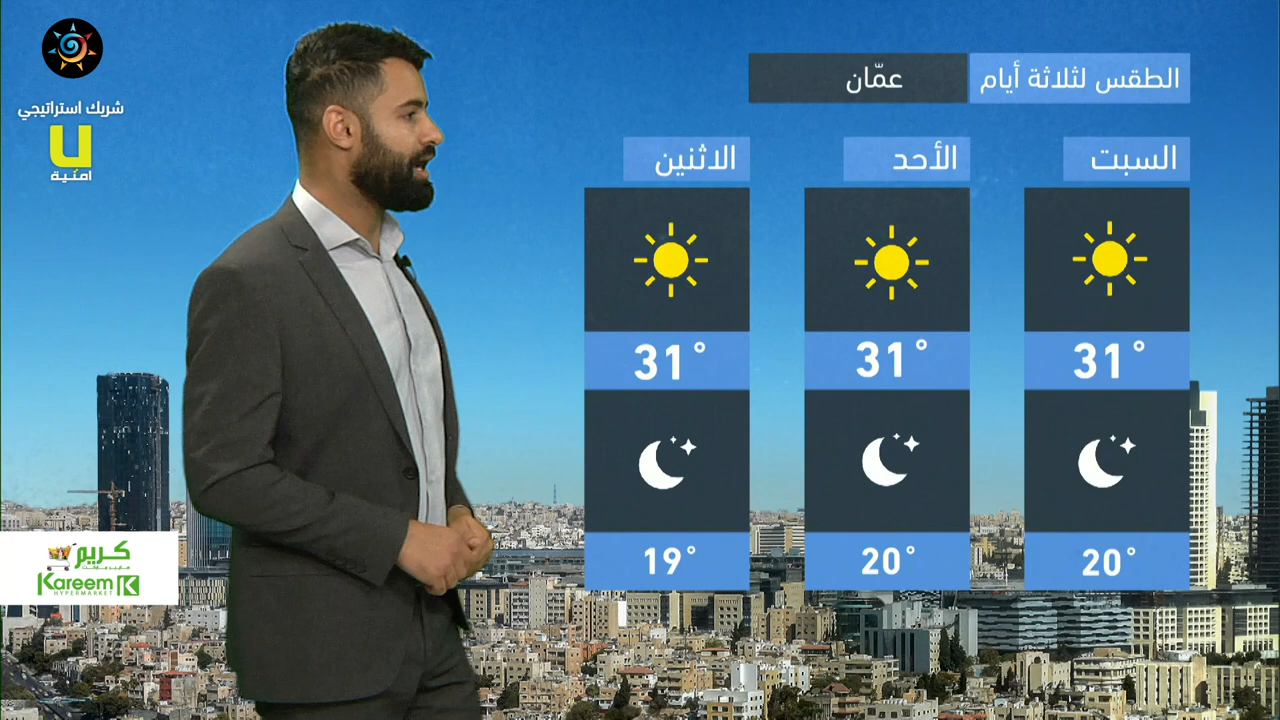 الطقس لثلاثة أيام
عمّان
السبت
الأحد
الاثنين
31°
31°
31°
20°
20°
19°
شريك استراتيجي
U
امنية
كريم
هايبرماركت
Kareem K
HYPERMARKET